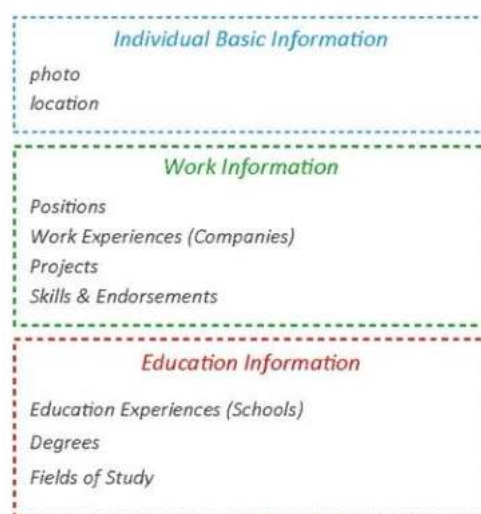 Individual Basic Information
photo
location
Work Information
Positions
Work Experiences (Companies)
Projects
Skills & Endorsements
Education Information
Education Experiences (Schools)
Degrees
Fields of Study